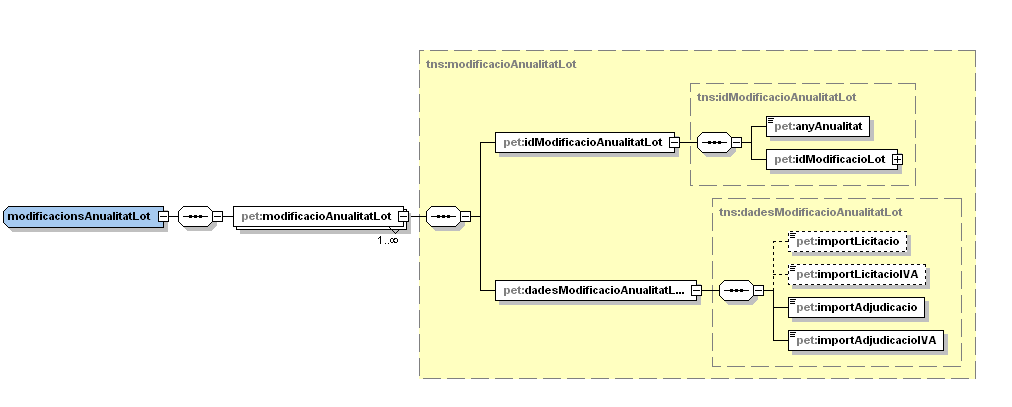 tns:modificacioAnualitatLot
tns:idModificacioAnualitatLot
pet:anyAnualitat
pet:idModificacioAnualitatLot
pet:idModificacioLot
modificacionsAnualitatLot
pet:modificacioAnualitatLot
1..∞
tns:dadesModificacioAnualitatLot
pet:importLicitacio
pet:importLicitacioIVA
pet:dadesModificacioAnualitatL...
pet:importAdjudicacio
pet:importAdjudicacioIVA